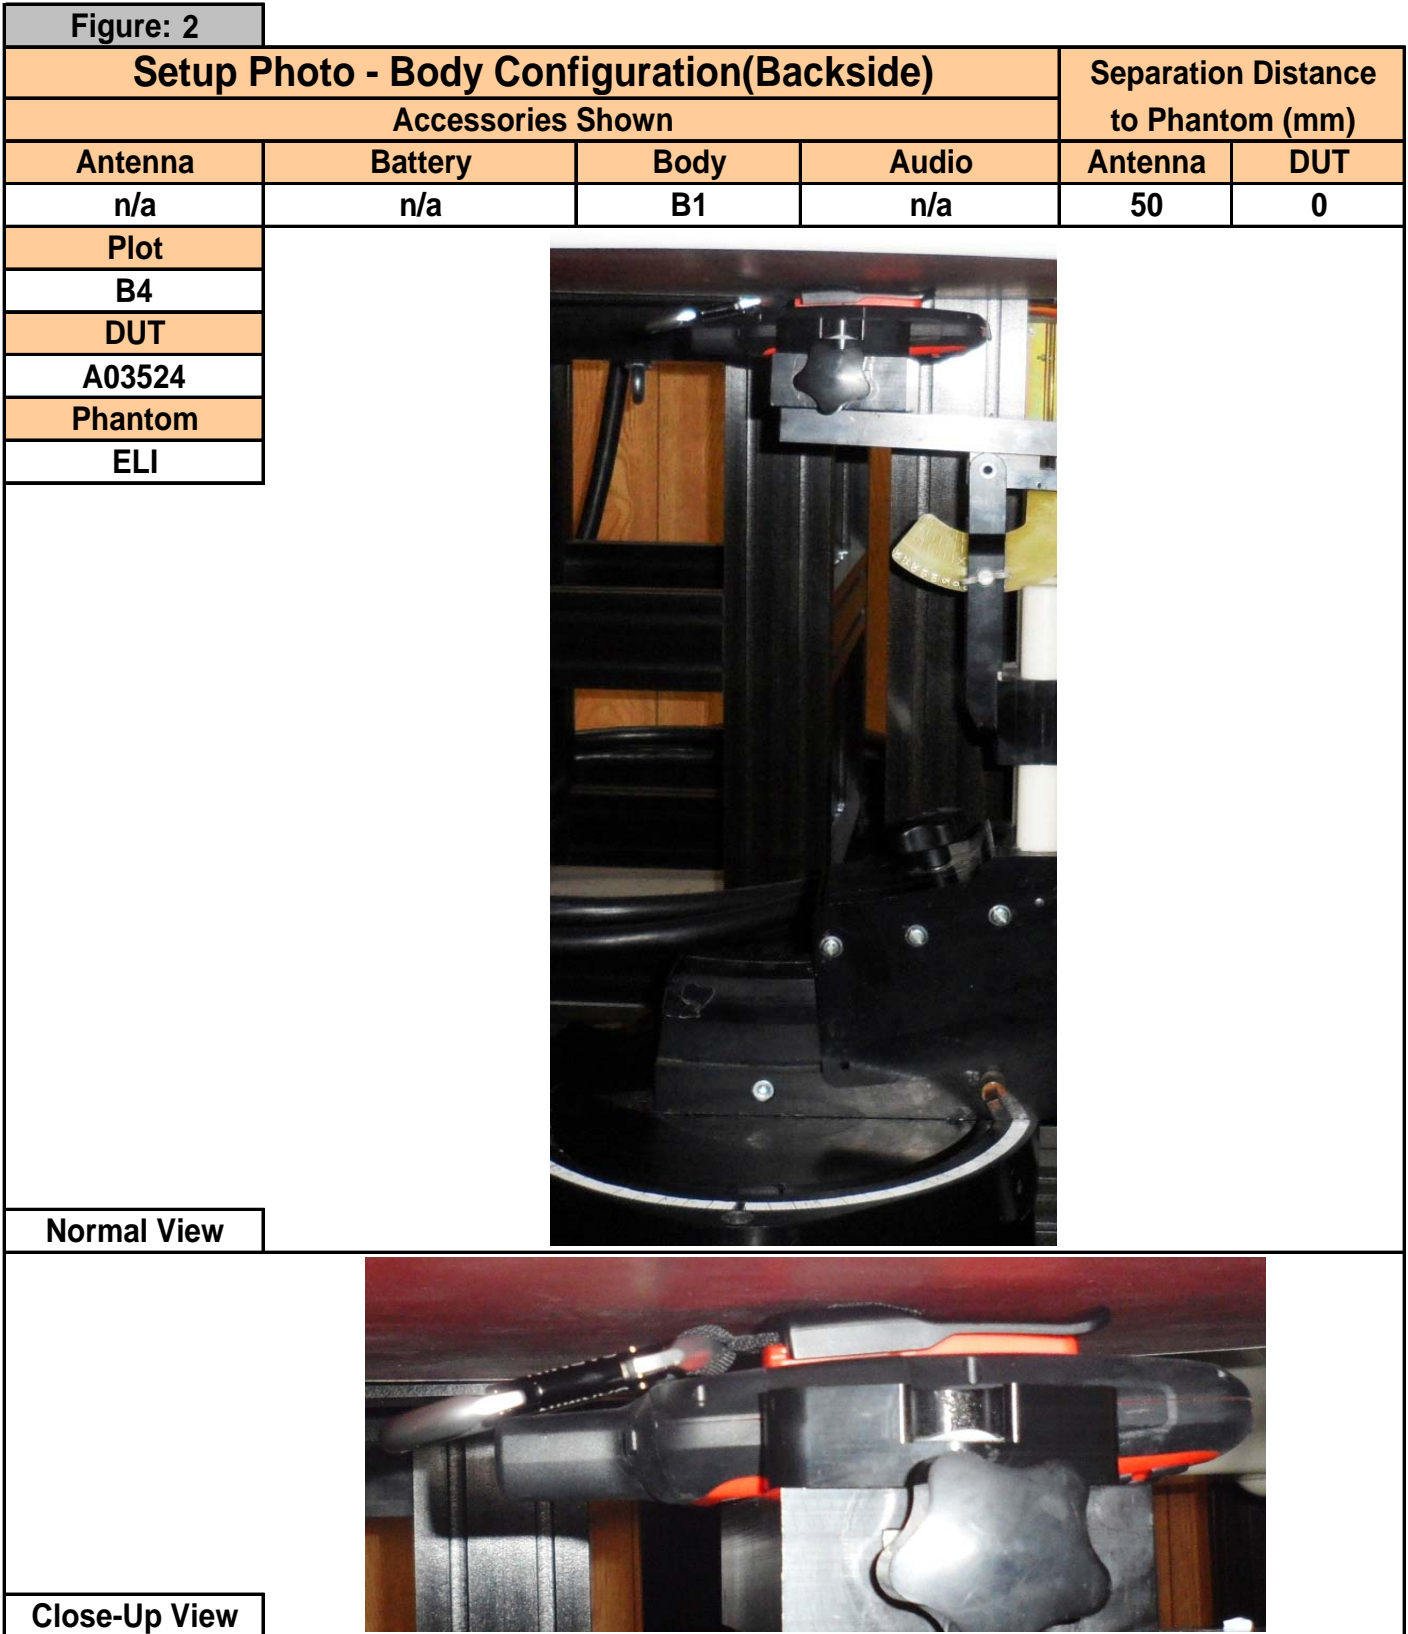 Figure: 2
Setup Photo - Body Configuration(Backside)
Separation Distance
to Phantom (mm)
Accessories Shown
Antenna Battery Body Audio Antenna DUT
n/a n/a B1 n/a 50 0
Plot
B4
DUT
A03524
Phantom
ELI
Normal View
Close-Up View